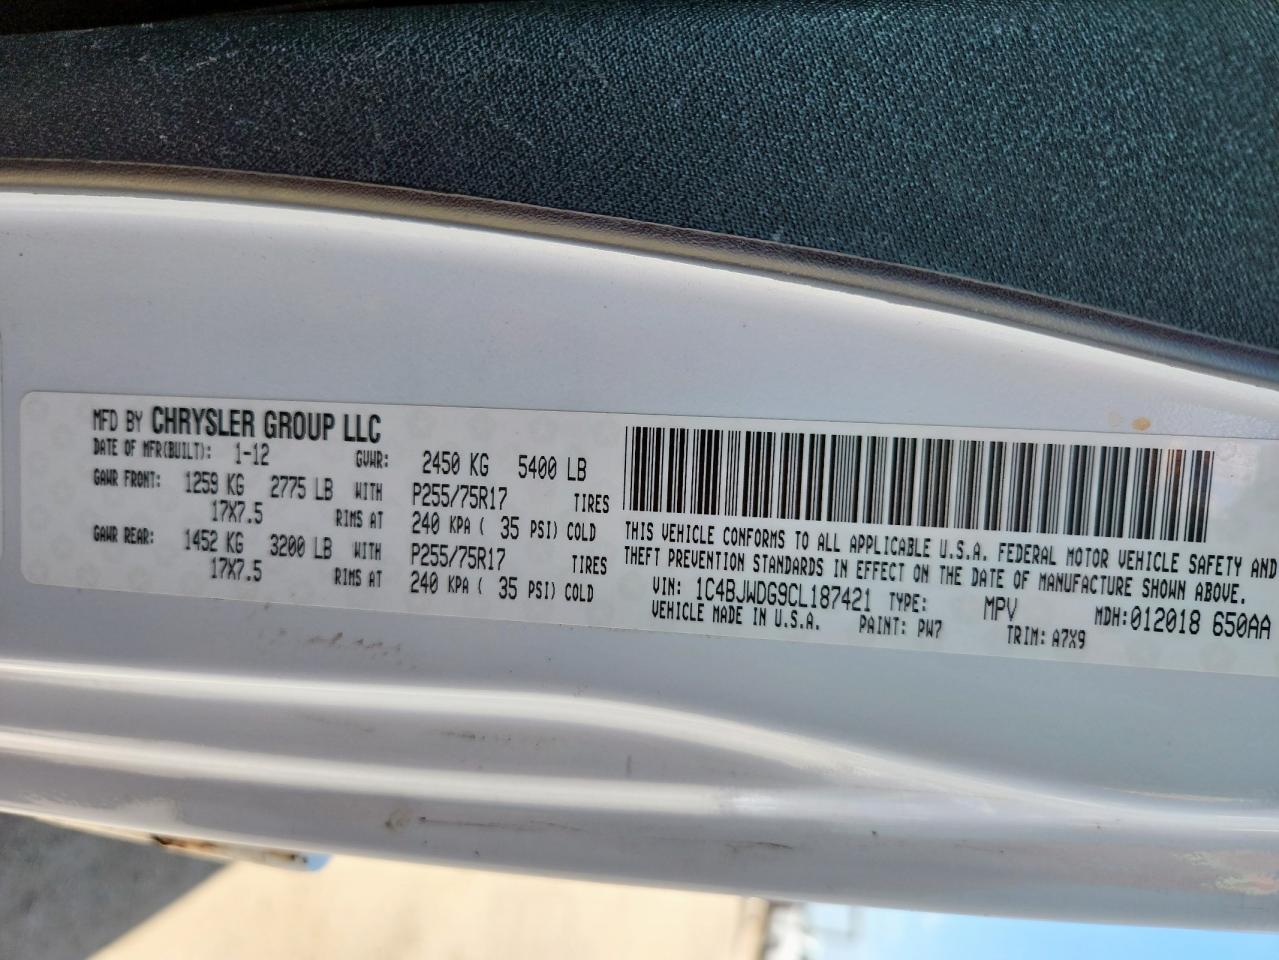 MFD BY CHRYSLER GROUP LLC
DATE OF MFR(BUILT): 1-12 GVWR: 2450 KG 5400 LB
GAWR FRONT: 1259 KG 2775 LB WITH P255/75R17 TIRES
17X7.5 RIMS AT 240 KPA ( 35 PSI) COLD
GAWR REAR: 1452 KG 3200 LB WITH P255/75R17 TIRES
17X7.5 RIMS AT 240 KPA ( 35 PSI) COLD
THIS VEHICLE CONFORMS TO ALL APPLICABLE U.S.A. FEDERAL MOTOR VEHICLE SAFETY AND
THEFT PREVENTION STANDARDS IN EFFECT ON THE DATE OF MANUFACTURE SHOWN ABOVE.
VIN: 1C4BJWDG9CL187421 TYPE: MPV MDH:012018 650AA
VEHICLE MADE IN U.S.A. PAINT: PW7 TRIM: A7X9